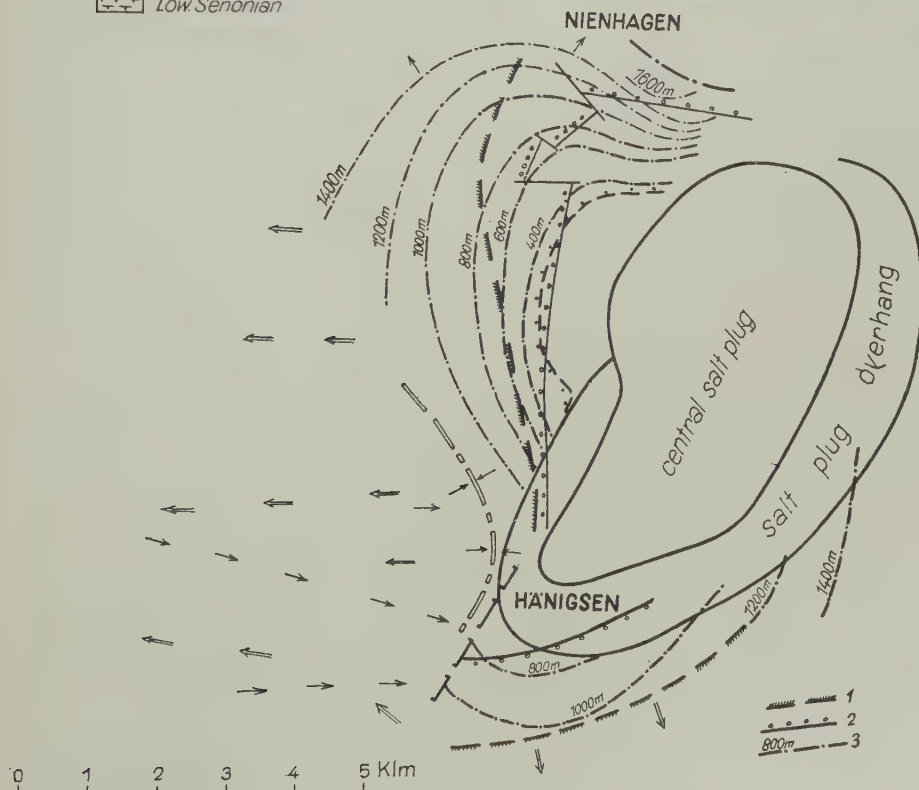 Low. Senonian
NIENHAGEN
1600m
1400m
1200m
1000m
800m
600m
400m
central salt plug
salt plug overhang
HÄNIGSEN
1400m
1200m
800m
1000m
1
2
800m 3
0 1 2 3 4 5 Klm